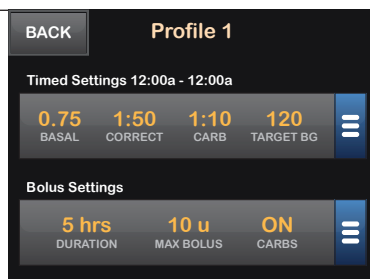 BACK Profile 1
Timed Settings 12:00a - 12:00a
0.75 1:50 1:10 120
BASAL CORRECT CARB TARGET BG
Bolus Settings
5 hrs 10 u ON
DURATION MAX BOLUS CARBS